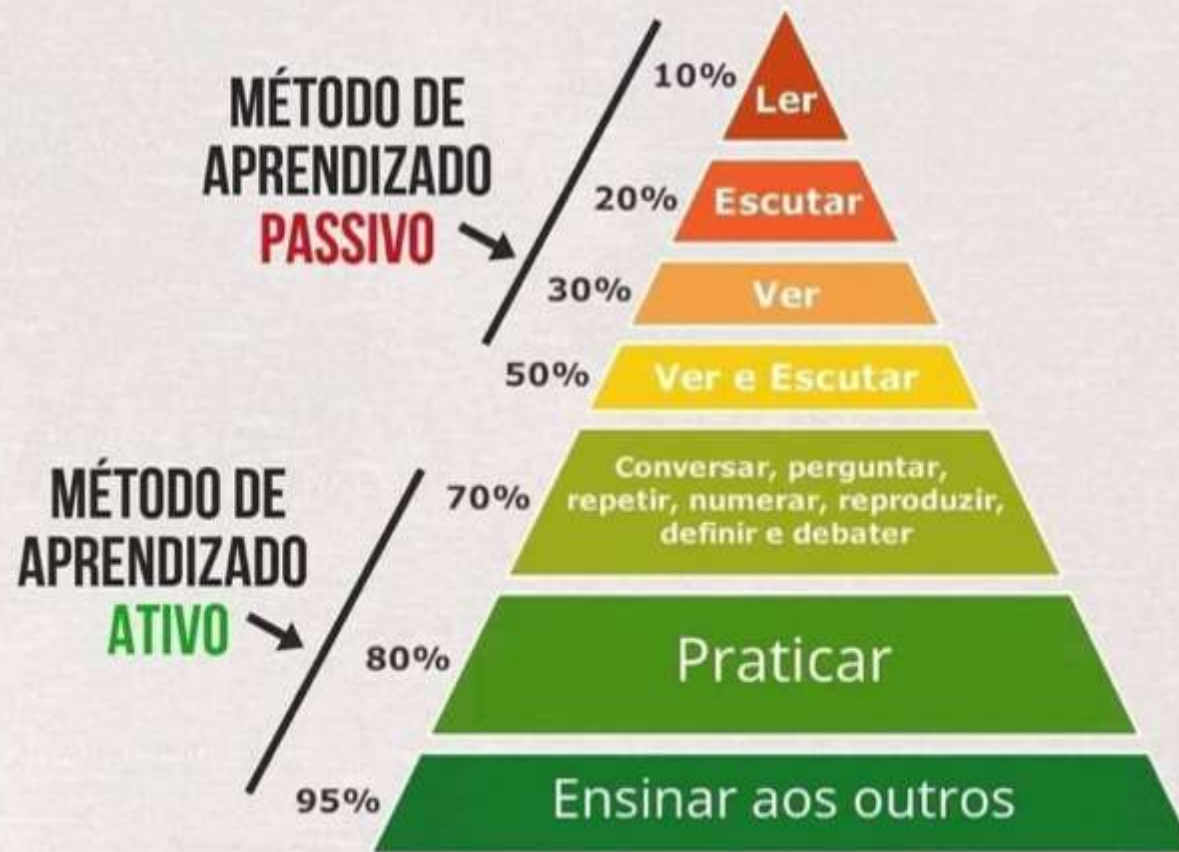 MÉTODO DE
APRENDIZADO
PASSIVO
10%
Ler
20%
Escutar
30%
Ver
50%
Ver e Escutar
MÉTODO DE
APRENDIZADO
ATIVO
70%
Conversar, perguntar,
repetir, numerar, reproduzir,
definir e debater
80%
Praticar
95%
Ensinar aos outros